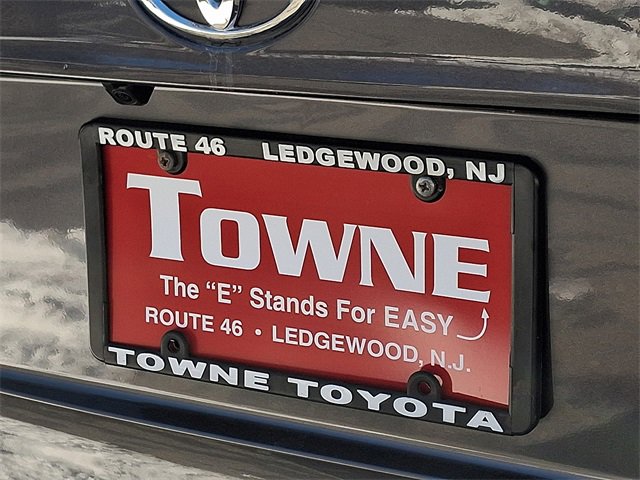 ROUTE 46 LEDGEWOOD, NJ
TOWNE
The “E” Stands For EASY
ROUTE 46 • LEDGEWOOD, N.J.
TOWNE TOYOTA